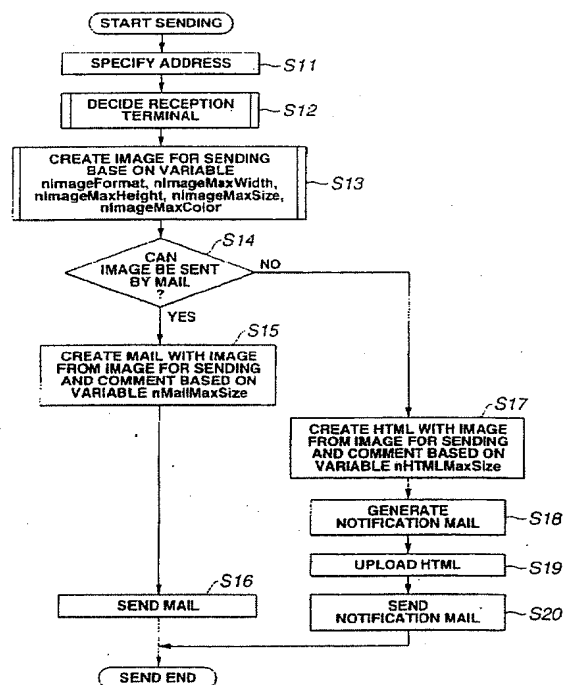 START SENDING
SPECIFY ADDRESS
S11
DECIDE RECEPTION
TERMINAL
S12
CREATE IMAGE FOR SENDING
BASE ON VARIABLE
nImageFormat, nImageMaxWidth,
nImageMaxHeight, nImageMaxSize,
nImageMaxColor
S13
S14
CAN
IMAGE BE SENT
BY MAIL
?
NO
YES
S15
CREATE MAIL WITH IMAGE
FROM IMAGE FOR SENDING
AND COMMENT BASED ON
VARIABLE nMailMaxSize
S17
CREATE HTML WITH IMAGE
FROM IMAGE FOR SENDING
AND COMMENT BASED ON
VARIABLE nHTMLMaxSize
GENERATE
NOTIFICATION MAIL
S18
UPLOAD HTML
S19
S16
SEND MAIL
SEND
NOTIFICATION MAIL
S20
SEND END